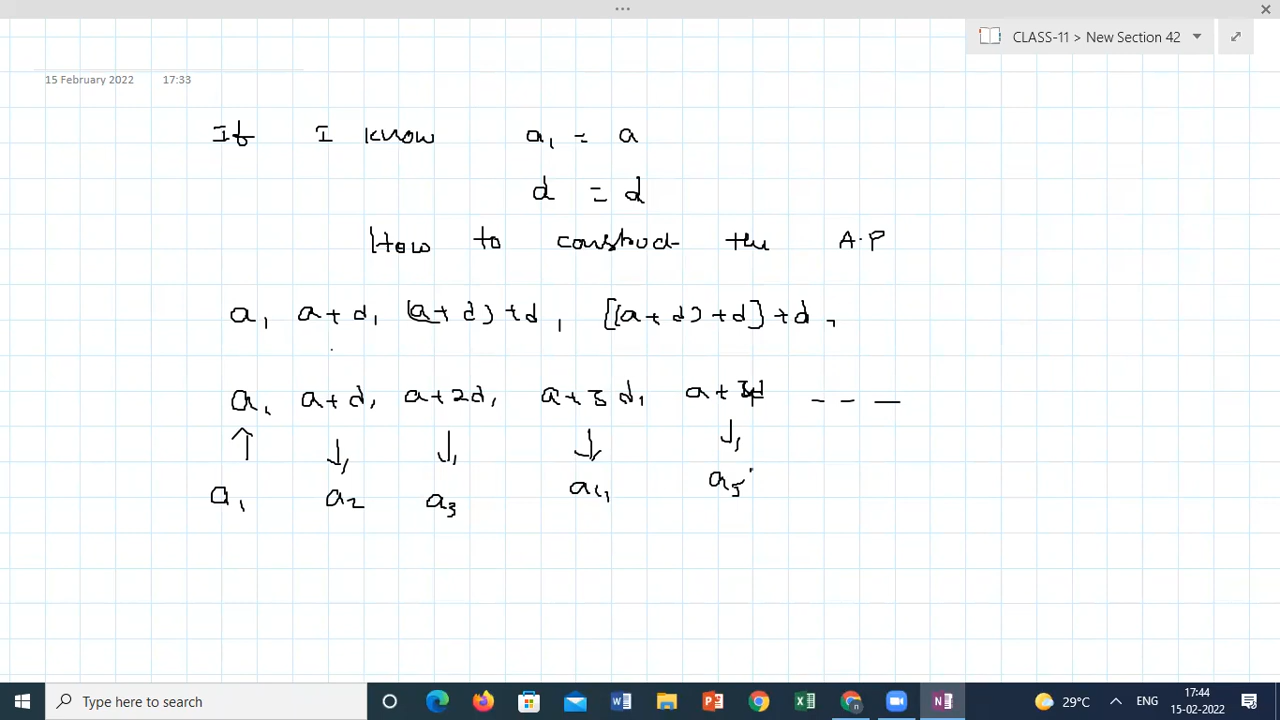 CLASS-11 > New Section 42
15 February 2022 17:33
If I know a₁ = a
d = d
How to construct the A.P
a, a+d, (a+d)+d, [(a+d)+d]+d,
a, a+d, a+2d, a+3d, a+4d - - —
↑ ↓ ↓ ↓ ↓
a₁ a₂ a₃ a₄ a₅
Type here to search
29°C ENG 17:44
15-02-2022